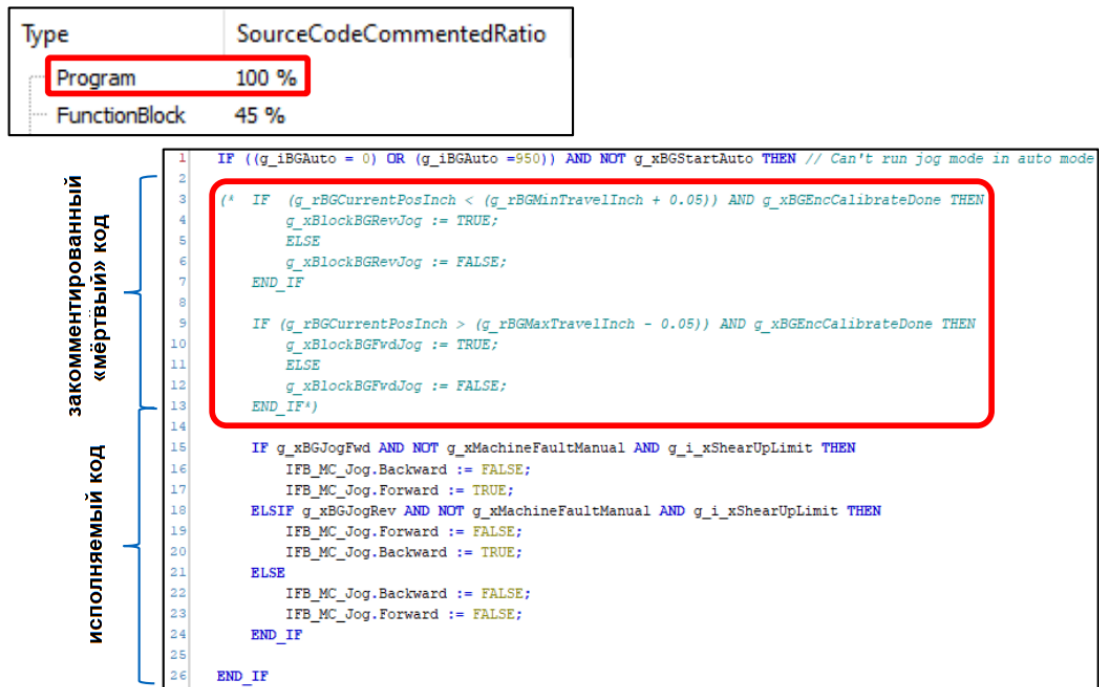 Type SourceCodeCommentedRatio
Program 100 %
FunctionBlock 45 %
закомментированный
«мёртвый» код
исполняемый код
1 IF ((g_iBGAuto = 0) OR (g_iBGAuto =950)) AND NOT g_xBGStartAuto THEN // Can't run jog mode in auto mode
2
3 (* IF (g_rBGCurrentPosInch < (g_rBGMinTravelInch + 0.05)) AND g_xBGEncCalibrateDone THEN
4 g_xBlockBGRevJog := TRUE;
5 ELSE
6 g_xBlockBGRevJog := FALSE;
7 END_IF
8
9 IF (g_rBGCurrentPosInch > (g_rBGMaxTravelInch - 0.05)) AND g_xBGEncCalibrateDone THEN
10 g_xBlockBGFwdJog := TRUE;
11 ELSE
12 g_xBlockBGFwdJog := FALSE;
13 END_IF*)
14
15 IF g_xBGJogFwd AND NOT g_xMachineFaultManual AND g_i_xShearUpLimit THEN
16 IFB_MC_Jog.Backward := FALSE;
17 IFB_MC_Jog.Forward := TRUE;
18 ELSIF g_xBGJogRev AND NOT g_xMachineFaultManual AND g_i_xShearUpLimit THEN
19 IFB_MC_Jog.Forward := FALSE;
20 IFB_MC_Jog.Backward := TRUE;
21 ELSE
22 IFB_MC_Jog.Backward := FALSE;
23 IFB_MC_Jog.Forward := FALSE;
24 END_IF
25
26 END_IF